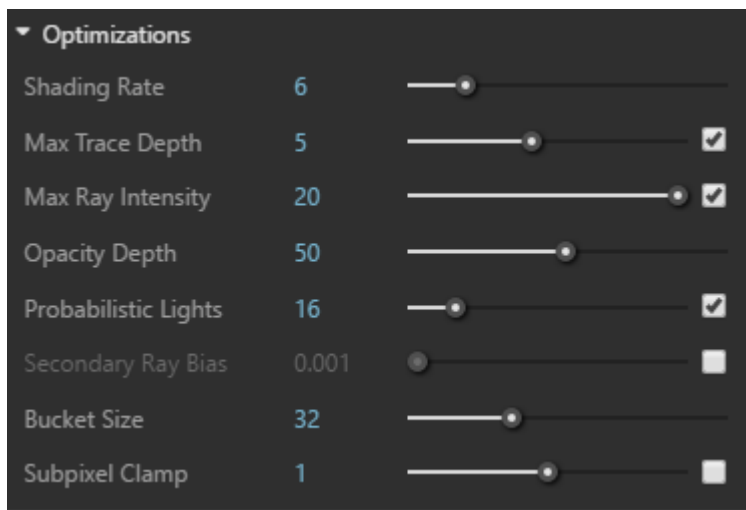 Optimizations
Shading Rate 6
Max Trace Depth 5
Max Ray Intensity 20
Opacity Depth 50
Probabilistic Lights 16
Secondary Ray Bias 0.001
Bucket Size 32
Subpixel Clamp 1